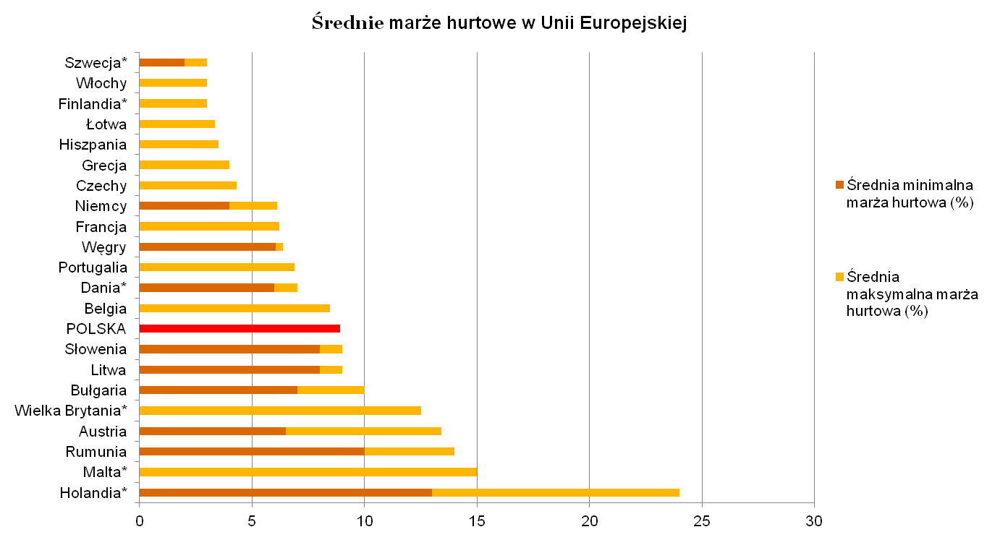 Średnie marże hurtowe w Unii Europejskiej
Szwecja*
Włochy
Finlandia*
Łotwa
Hiszpania
Grecja
Czechy
Niemcy
Francja
Węgry
Portugalia
Dania*
Belgia
POLSKA
Słowenia
Litwa
Bułgaria
Wielka Brytania*
Austria
Rumunia
Malta*
Holandia*
0 5 10 15 20 25 30
Średnia minimalna
marża hurtowa (%)
Średnia
maksymalna marża
hurtowa (%)